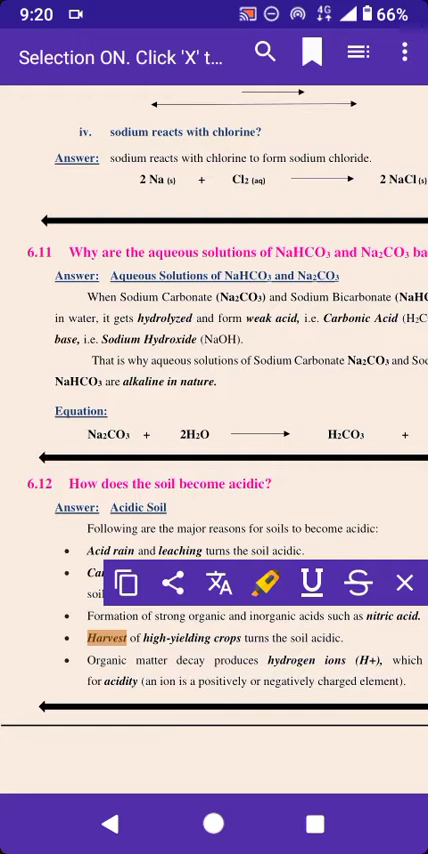 9:20 4G 66%
Selection ON. Click 'X' t...
iv. sodium reacts with chlorine?
Answer: sodium reacts with chlorine to form sodium chloride.
2 Na (s) + Cl₂ (aq) 2 NaCl (s)
6.11 Why are the aqueous solutions of NaHCO₃ and Na₂CO₃ ba
Answer: Aqueous Solutions of NaHCO₃ and Na₂CO₃
When Sodium Carbonate (Na₂CO₃) and Sodium Bicarbonate (NaHC
in water, it gets hydrolyzed and form weak acid, i.e. Carbonic Acid (H₂C
base, i.e. Sodium Hydroxide (NaOH).
That is why aqueous solutions of Sodium Carbonate Na₂CO₃ and Soc
NaHCO₃ are alkaline in nature.
Equation:
Na₂CO₃ + 2H₂O H₂CO₃ +
6.12 How does the soil become acidic?
Answer: Acidic Soil
Following are the major reasons for soils to become acidic:
• Acid rain and leaching turns the soil acidic.
• Formation of strong organic and inorganic acids such as nitric acid.
• Harvest of high-yielding crops turns the soil acidic.
• Organic matter decay produces hydrogen ions (H+), which
for acidity (an ion is a positively or negatively charged element).